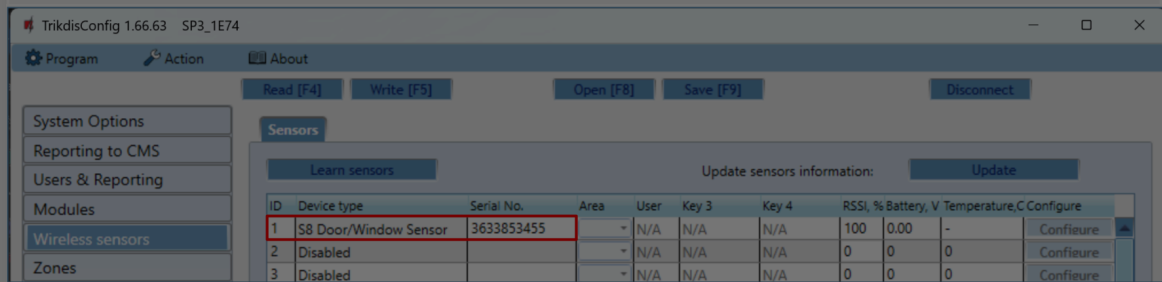 TrikdisConfig 1.66.63 SP3_1E74
Program Action About
Read [F4] Write [F5] Open [F8] Save [F9] Disconnect
System Options
Reporting to CMS
Users & Reporting
Modules
Wireless sensors
Zones
Sensors
Learn sensors Update sensors information: Update
ID Device type Serial No. Area User Key 3 Key 4 RSSI, % Battery, V Temperature,C Configure
1 S8 Door/Window Sensor 3633853455 N/A N/A N/A 100 0.00 - Configure
2 Disabled N/A N/A N/A 0 0 0 Configure
3 Disabled N/A N/A N/A 0 0 0 Configure